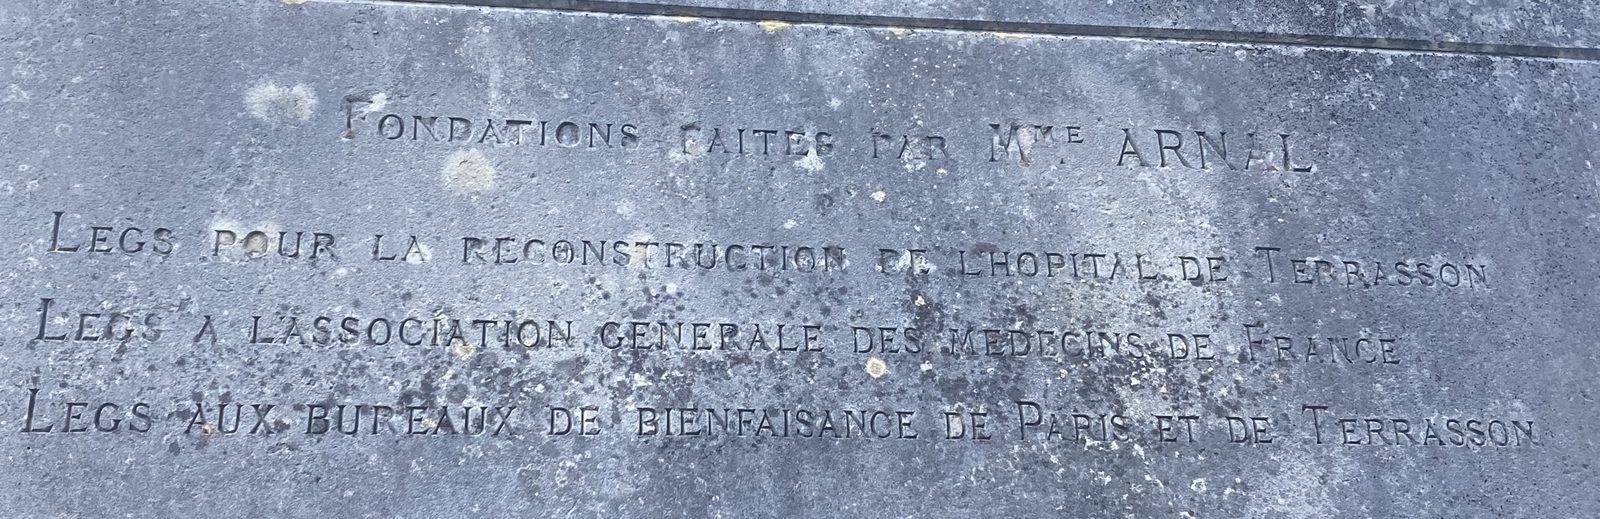 FONDATIONS FAITES PAR MME ARNAL
LEGS POUR LA RECONSTRUCTION DE L'HOPITAL DE TERRASSON
LEGS A L'ASSOCIATION GENERALE DES MEDECINS DE FRANCE
LEGS AUX BUREAUX DE BIENFAISANCE DE PARIS ET DE TERRASSON